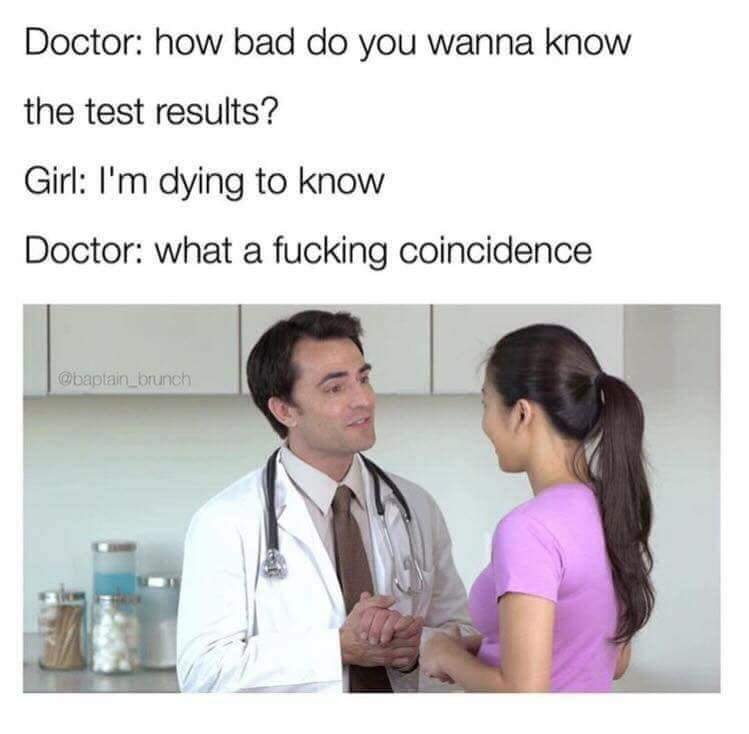 Doctor: how bad do you wanna know
the test results?
Girl: I'm dying to know
Doctor: what a fucking coincidence
@baptain_brunch